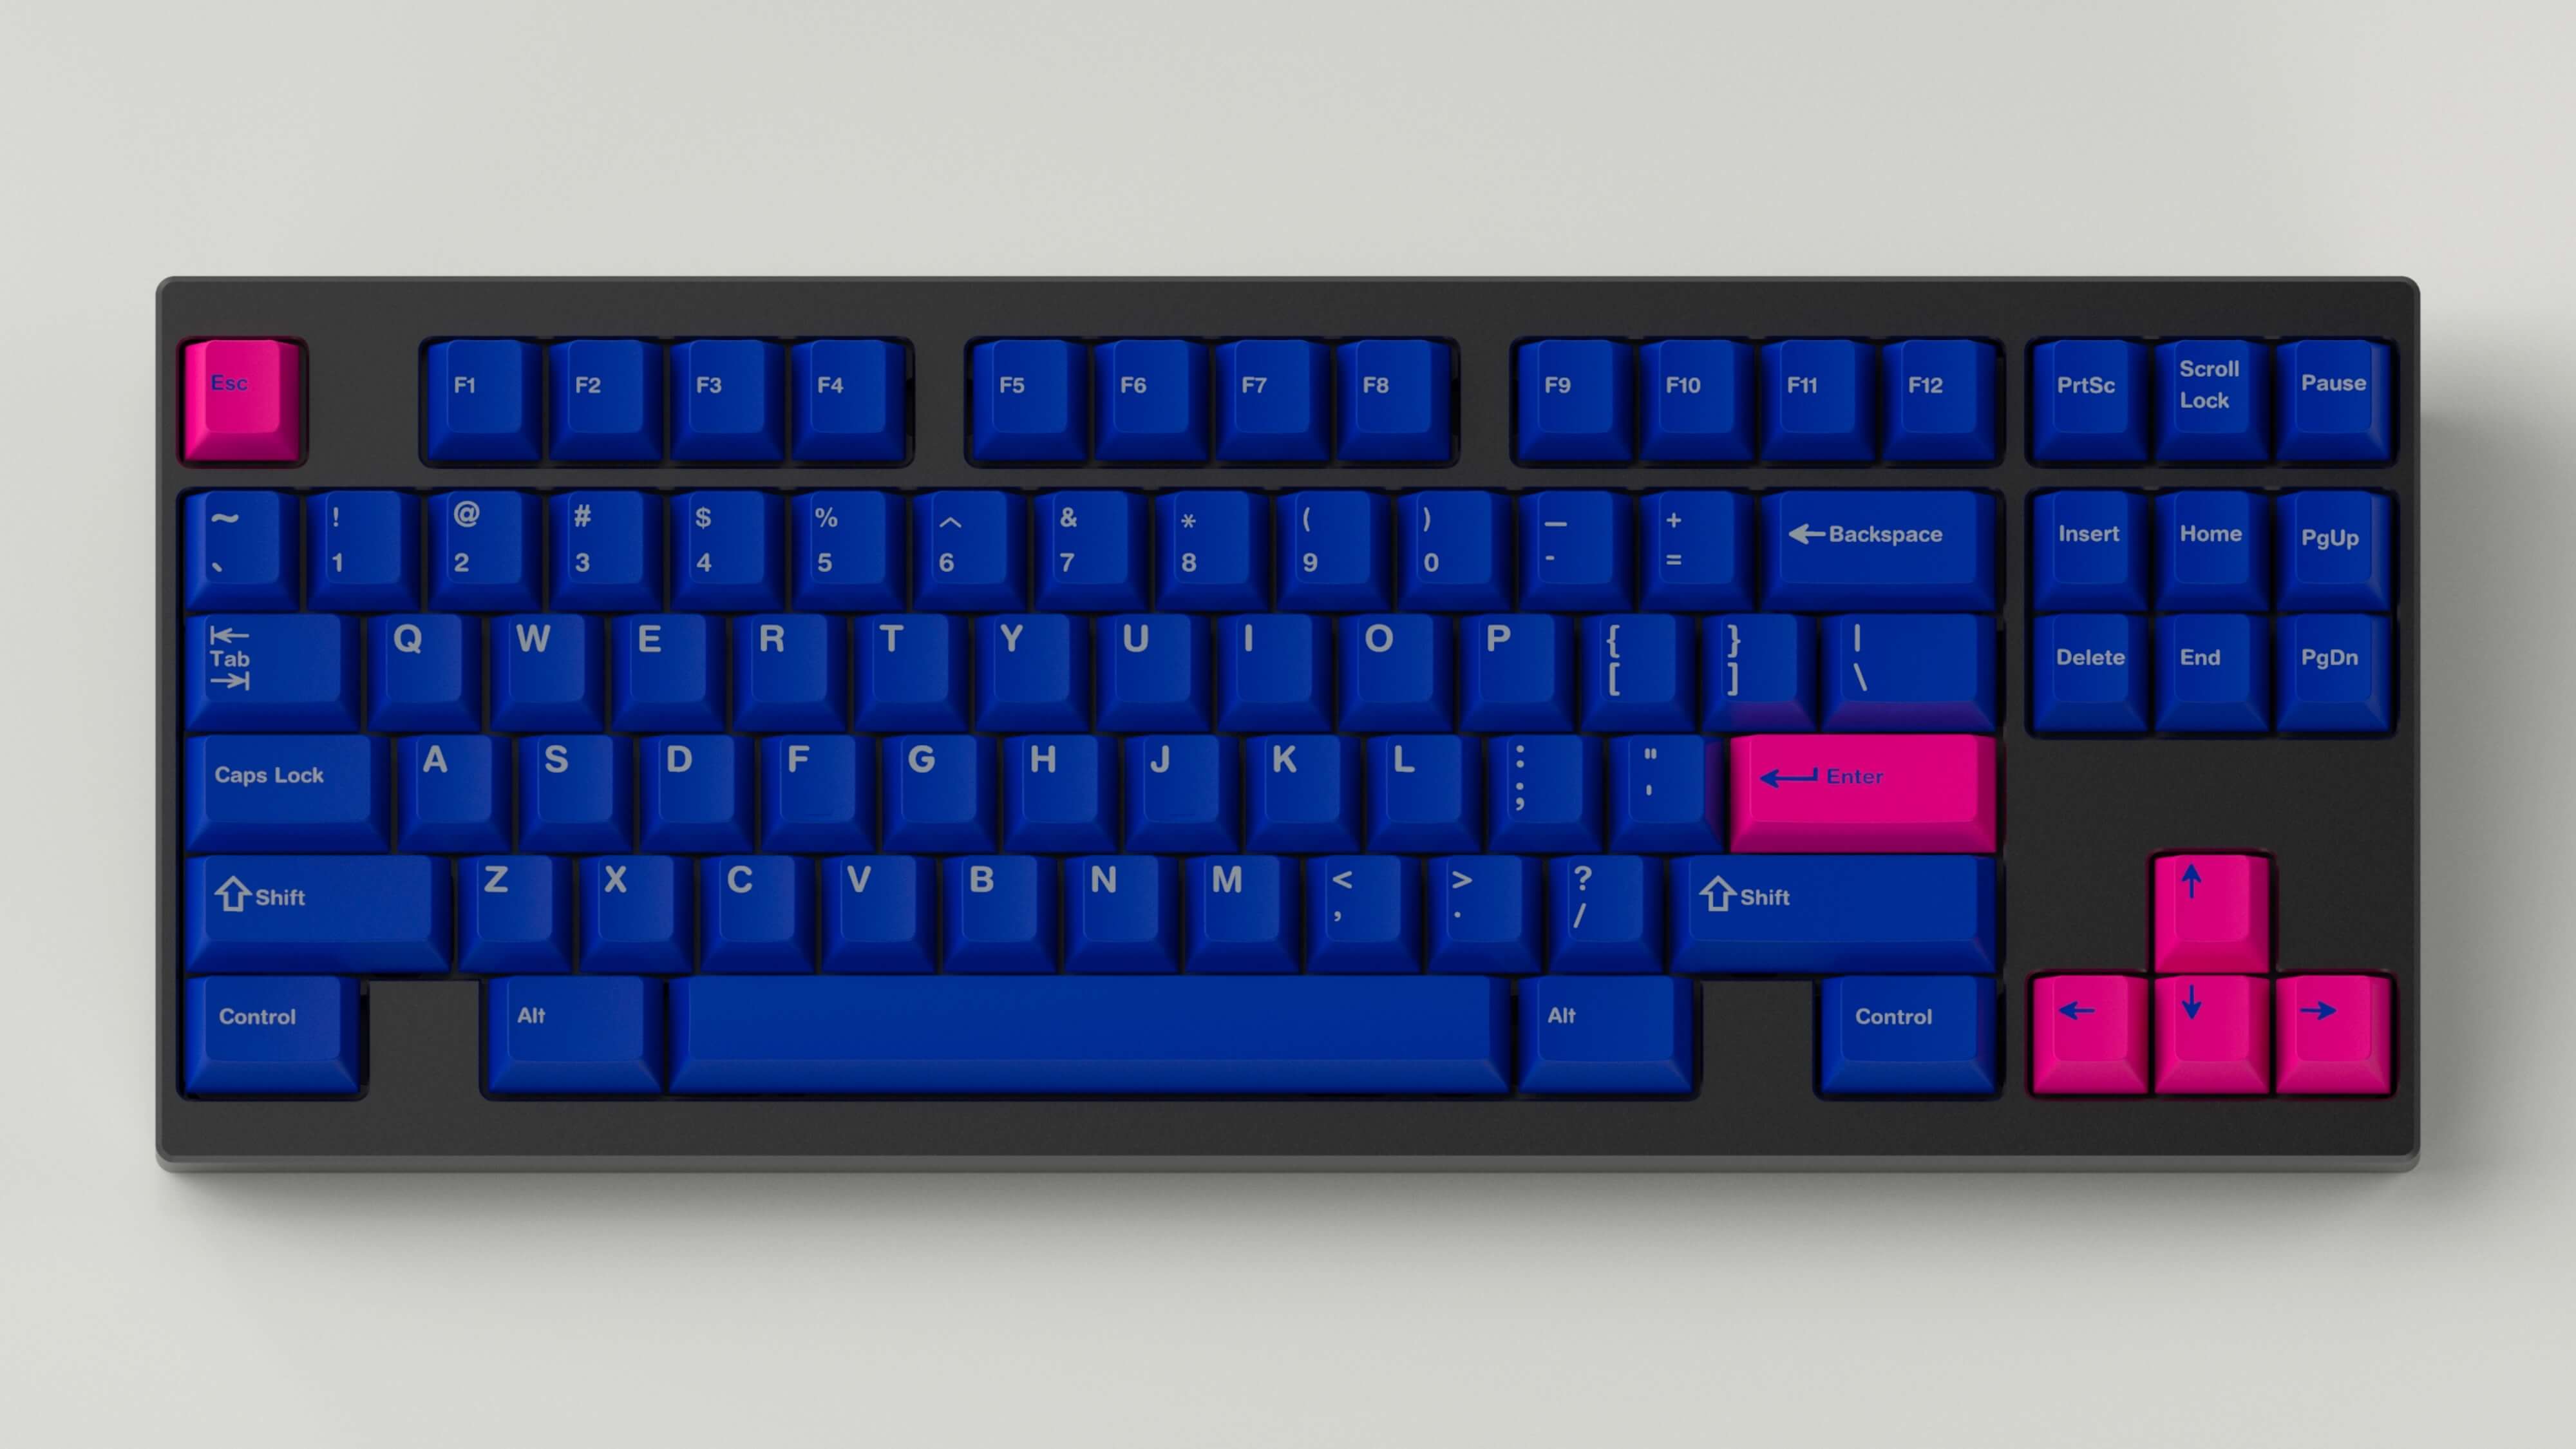 Esc F1 F2 F3 F4 F5 F6 F7 F8 F9 F10 F11 F12 PrtSc Scroll Lock Pause
~ ! @ # $ % ^ & * ( ) — +
` 1 2 3 4 5 6 7 8 9 0 - = ←Backspace Insert Home PgUp
Tab Q W E R T Y U I O P { } |
[ ] \ Delete End PgDn
Caps Lock A S D F G H J K L : "
; ' Enter
⇧Shift Z X C V B N M < > ? ⇧Shift ↑
, . /
Control Alt Alt Control ← ↓ →